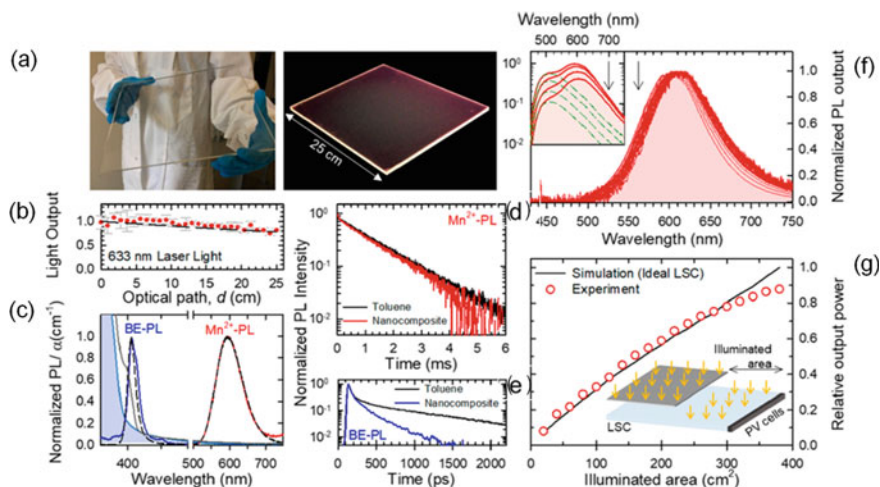 (a)
25 cm
Wavelength (nm)
500 600 700
10⁰
10⁻¹
10⁻²
(f)
1.0
0.8
0.6
0.4
0.2
0.0
Normalized PL output
450 500 550 600 650 700 750
Wavelength (nm)
(b)
Light Output
1.0
0.5
0.0
633 nm Laser Light
0 5 10 15 20 25
Optical path, d (cm)
(c)
Normalized PL/ α(cm⁻¹)
1.0
0.8
0.6
0.4
0.2
0.0
BE-PL
Mn²⁺-PL
400 500 600 700
Wavelength (nm)
(d)
Normalized PL Intensity
10⁰
10⁻¹
10⁻²
Mn²⁺-PL
Toluene
Nanocomposite
0 1 2 3 4 5 6
Time (ms)
(e)
10⁰
10⁻¹
10⁻²
Toluene
Nanocomposite
BE-PL
0 500 1000 1500 2000
Time (ps)
(g)
Simulation (Ideal LSC)
Experiment
Illuminated
area
LSC
PV cells
1.0
0.8
0.6
0.4
0.2
0.0
Relative output power
0 100 200 300 400
Illuminated area (cm²)